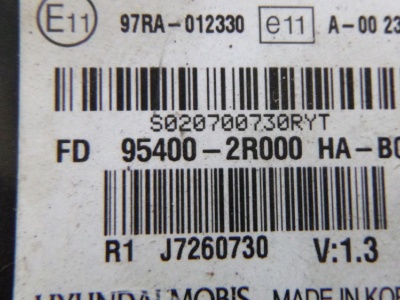 E11 97RA-012330 e11 A-00 23
S020700730RYT
FD 95400-2R000 HA-B
R1 J7260730 V:1.3
HYUNDAI MOBIS MADE IN KOR